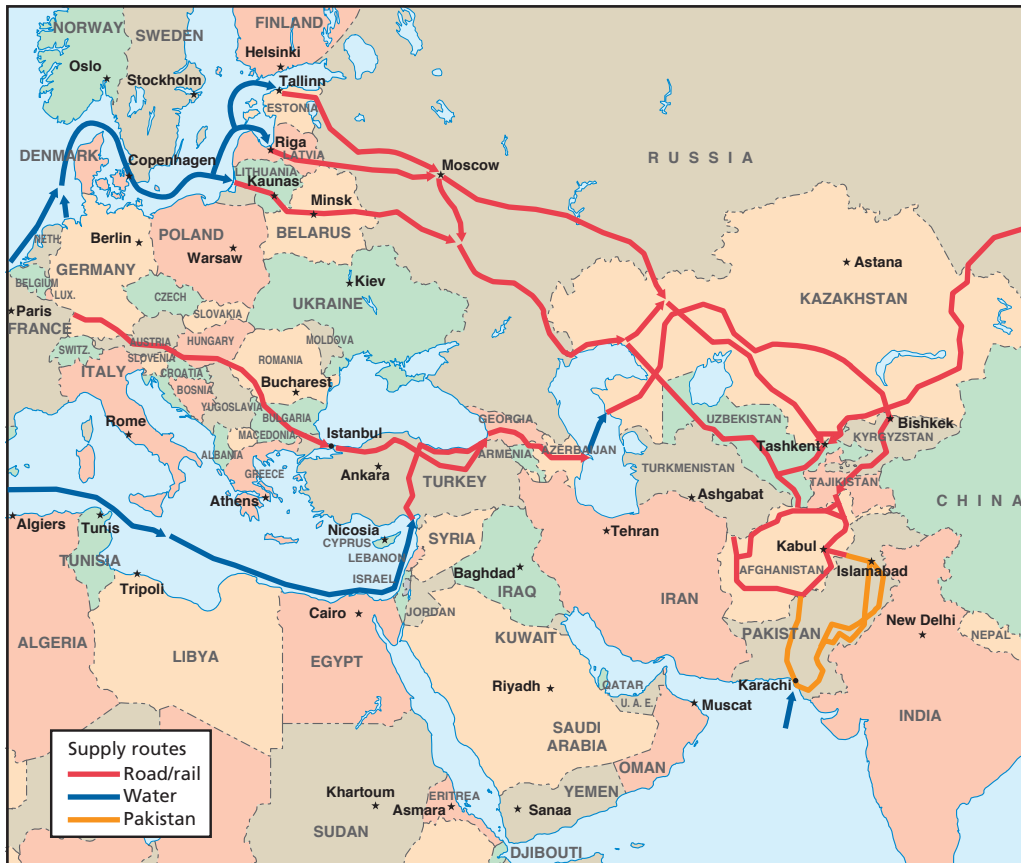 NORWAY
SWEDEN
FINLAND
Helsinki
Oslo
Stockholm
Tallinn
ESTONIA
RUSSIA
Riga
LATVIA
Moscow
DENMARK
Copenhagen
LITHUANIA
Kaunas
Minsk
BELARUS
NETH.
Berlin
POLAND
Warsaw
GERMANY
BELGIUM
LUX.
Kiev
UKRAINE
Astana
KAZAKHSTAN
CZECH
SLOVAKIA
Paris
FRANCE
AUSTRIA
HUNGARY
MOLDOVA
SWITZ.
SLOVENIA
ROMANIA
ITALY
CROATIA
BOSNIA
Bucharest
YUGOSLAVIA
BULGARIA
Rome
MACEDONIA
Istanbul
GEORGIA
UZBEKISTAN
Bishkek
ALBANIA
ARMENIA
AZERBAIJAN
Tashkent
KYRGYZSTAN
Ankara
GREECE
TURKEY
TURKMENISTAN
TAJIKISTAN
Athens
Ashgabat
CHINA
Algiers
Tunis
Nicosia
CYPRUS
SYRIA
Tehran
Kabul
TUNISIA
LEBANON
Baghdad
AFGHANISTAN
Islamabad
Tripoli
ISRAEL
IRAQ
IRAN
Cairo
JORDAN
KUWAIT
PAKISTAN
New Delhi
NEPAL
ALGERIA
LIBYA
EGYPT
Riyadh
QATAR
U. A. E.
Karachi
Muscat
SAUDI
ARABIA
INDIA
Supply routes
Road/rail
Water
Pakistan
OMAN
Khartoum
ERITREA
YEMEN
Asmara
Sanaa
SUDAN
DJIBOUTI